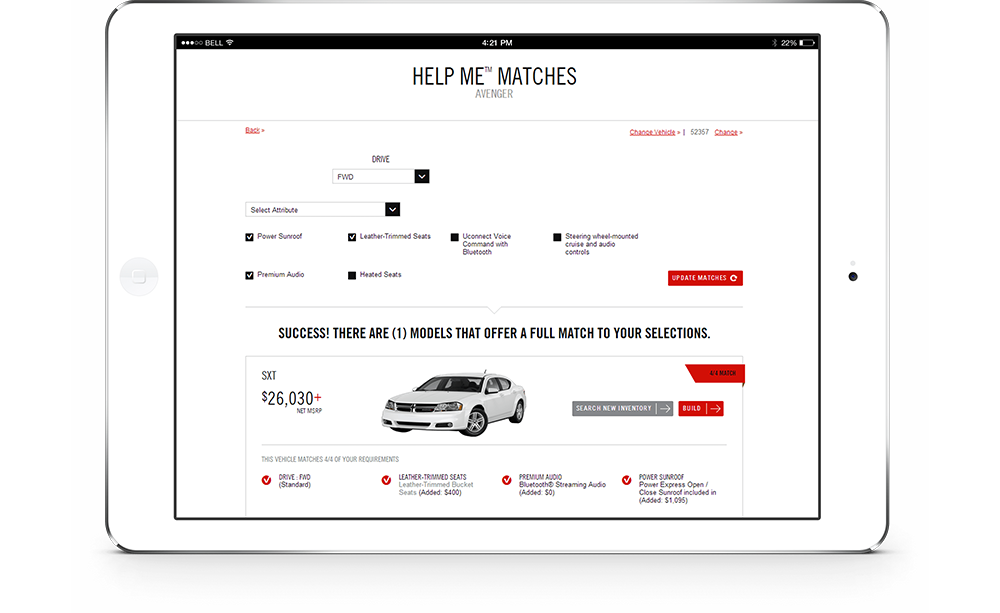 BELL
4:21 PM
22%
HELP ME™ MATCHES
AVENGER
Back »
Change Vehicle » | 52357 Change »
DRIVE
FWD
Select Attribute
Power Sunroof
Leather-Trimmed Seats
Uconnect Voice
Command with
Bluetooth
Steering wheel-mounted
cruise and audio
controls
Premium Audio
Heated Seats
UPDATE MATCHES
SUCCESS! THERE ARE (1) MODELS THAT OFFER A FULL MATCH TO YOUR SELECTIONS.
4/4 MATCH
SXT
$26,030+
NET MSRP
SEARCH NEW INVENTORY
BUILD
THIS VEHICLE MATCHES 4/4 OF YOUR REQUIREMENTS
DRIVE : FWD
(Standard)
LEATHER-TRIMMED SEATS
Leather-Trimmed Bucket
Seats (Added: $400)
PREMIUM AUDIO
Bluetooth® Streaming Audio
(Added: $0)
POWER SUNROOF
Power Express Open /
Close Sunroof included in
(Added: $1,095)